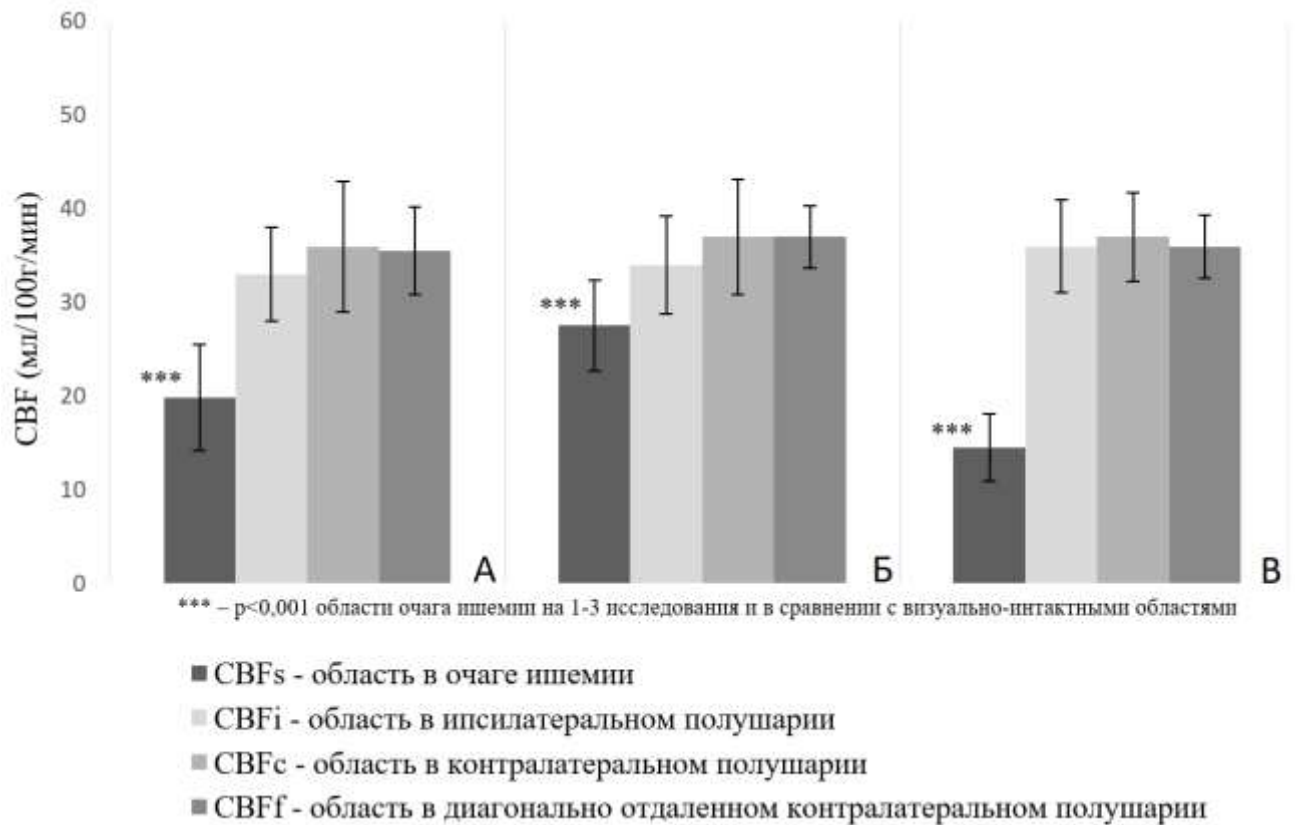 60
50
40
30
20
10
0
CBF (мл/100г/мин)
***
***
***
А
Б
В
*** – p<0,001 области очага ишемии на 1-3 исследования и в сравнении с визуально-интактными областями
CBFs - область в очаге ишемии
CBFi - область в ипсилатеральном полушарии
CBFc - область в контралатеральном полушарии
CBFf - область в диагонально отдаленном контралатеральном полушарии